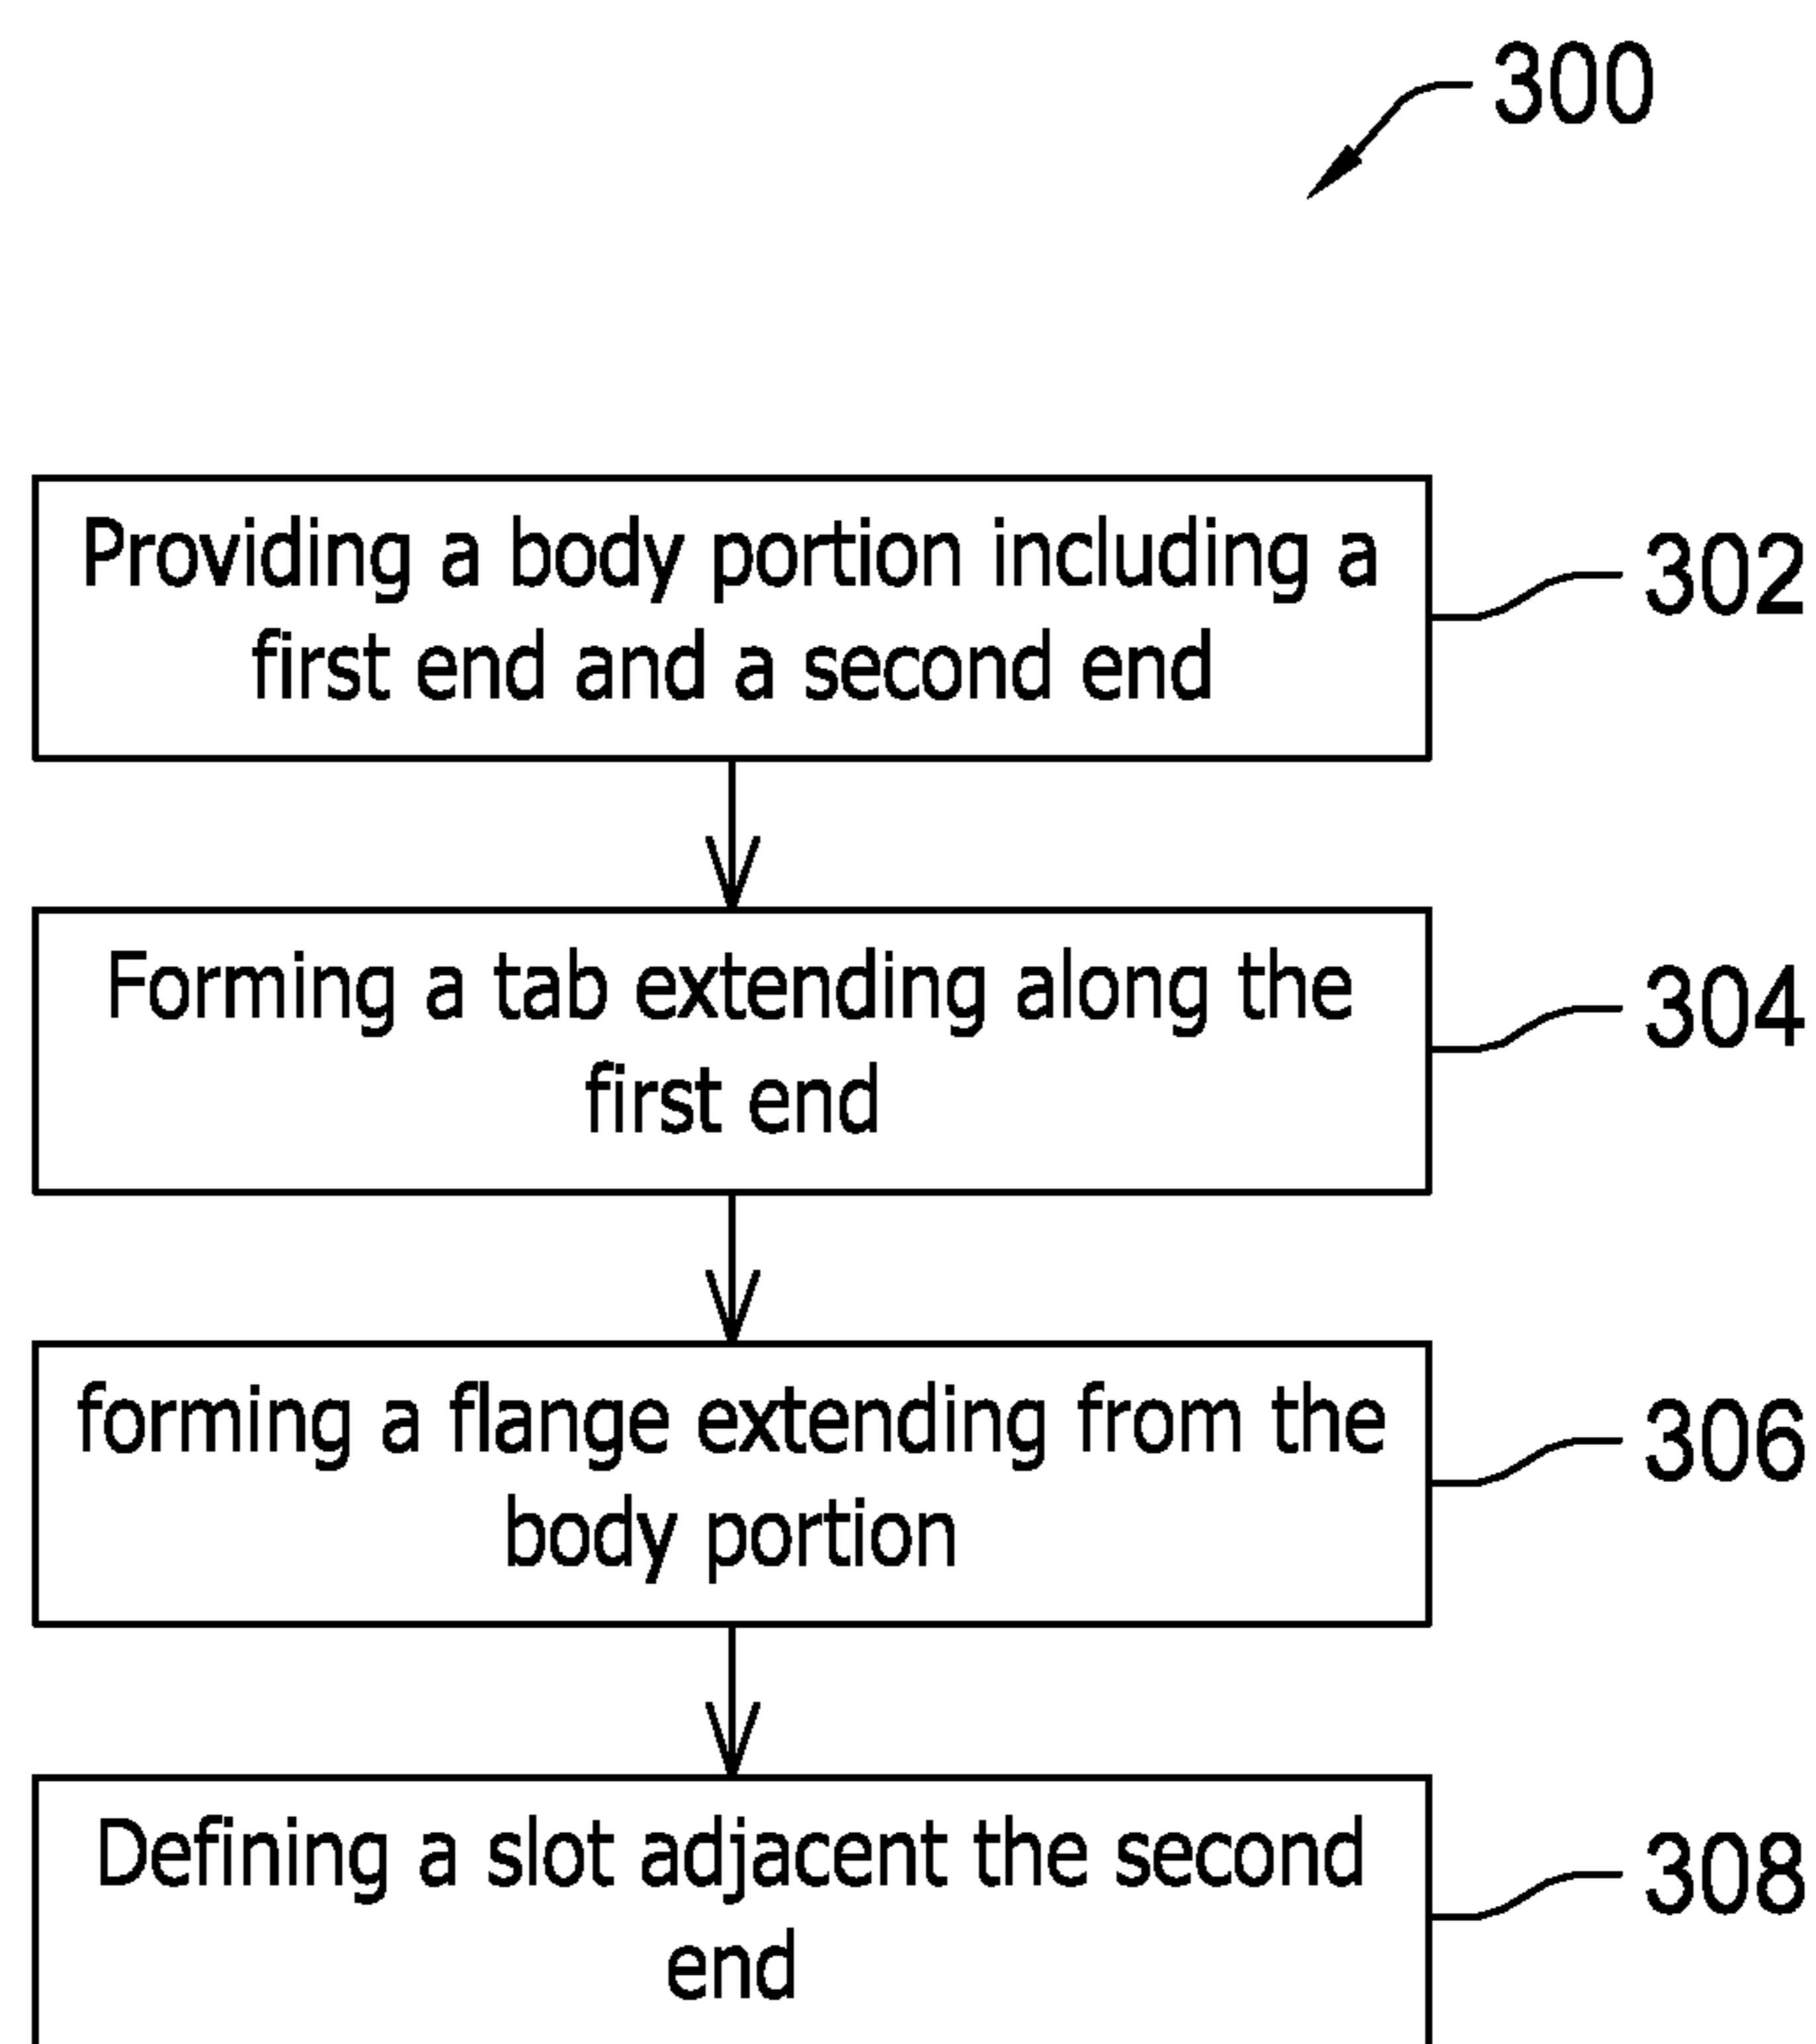 300
Providing a body portion including a
first end and a second end
302
Forming a tab extending along the
first end
304
forming a flange extending from the
body portion
306
Defining a slot adjacent the second
end
308